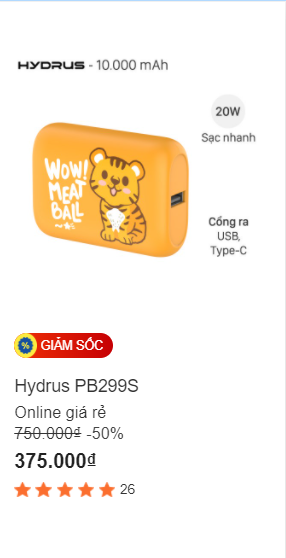 HYDRUS - 10.000 mAh
20W
Sạc nhanh
WOW!
MEAT
BALL
Cổng ra
USB,
Type-C
% GIẢM SỐC
Hydrus PB299S
Online giá rẻ
750.000₫ -50%
375.000₫
26